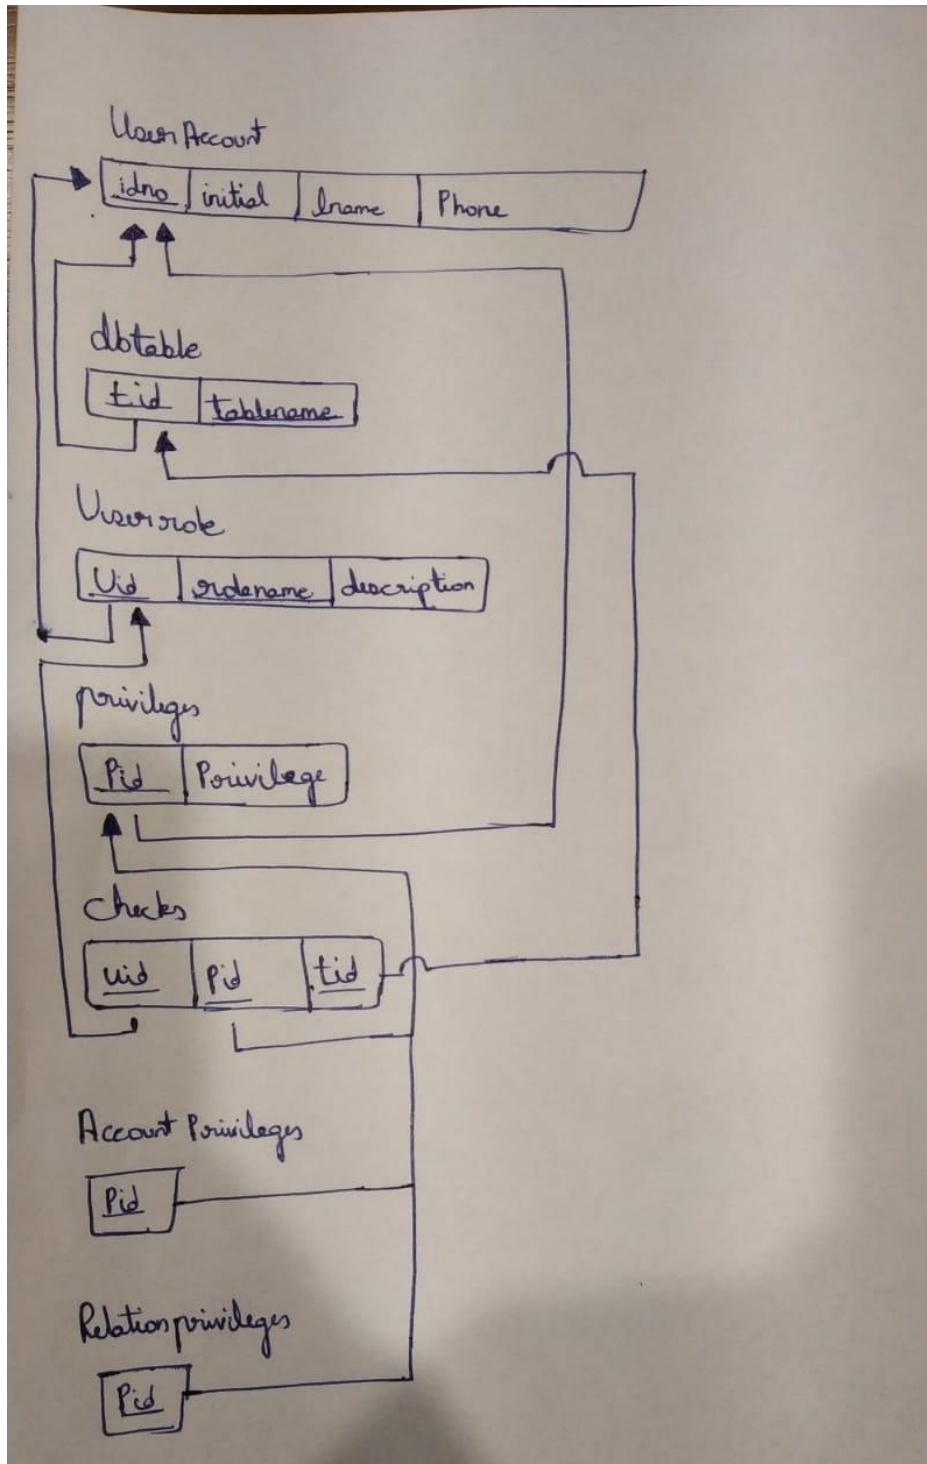 User Account
idno initial lname Phone
dbtable
tid tablename
User role
Uid rolename description
privileges
Pid Privilege
Checks
uid pid tid
Account Privileges
Pid
Relation privileges
Pid